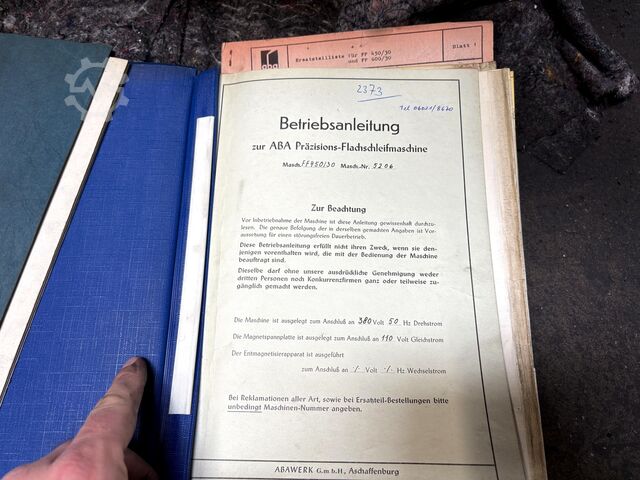 aba
Ersatzteilliste für FF 450/30
und FF 600/30
Blatt 1
2373
Tel 06021/8620
Betriebsanleitung
zur ABA Präzisions-Flachschleifmaschine
Masch. FF450/30 Masch.-Nr. 5206
Zur Beachtung
Vor Inbetriebnahme der Maschine ist diese Anleitung gewissenhaft durchzu-
lesen. Die genaue Befolgung der in derselben gemachten Angaben ist Vor-
aussetzung für einen störungsfreien Dauerbetrieb.
Diese Betriebsanleitung erfüllt nicht ihren Zweck, wenn sie den-
jenigen vorenthalten wird, die mit der Bedienung der Maschine
beauftragt sind.
Dieselbe darf ohne unsere ausdrückliche Genehmigung weder
dritten Personen noch Konkurrenzfirmen ganz oder teilweise zu-
gänglich gemacht werden.
Die Maschine ist ausgelegt zum Anschluß an 380 Volt 50 Hz Drehstrom
Die Magnetspannplatte ist ausgelegt zum Anschluß an 110 Volt Gleichstrom
Der Entmagnetisierapparat ist ausgeführt
zum Anschluß an -/- Volt -/- Hz Wechselstrom
Bei Reklamationen aller Art, sowie bei Ersatzteil-Bestellungen bitte
unbedingt Maschinen-Nummer angeben.
ABAWERK G.m.b.H., Aschaffenburg